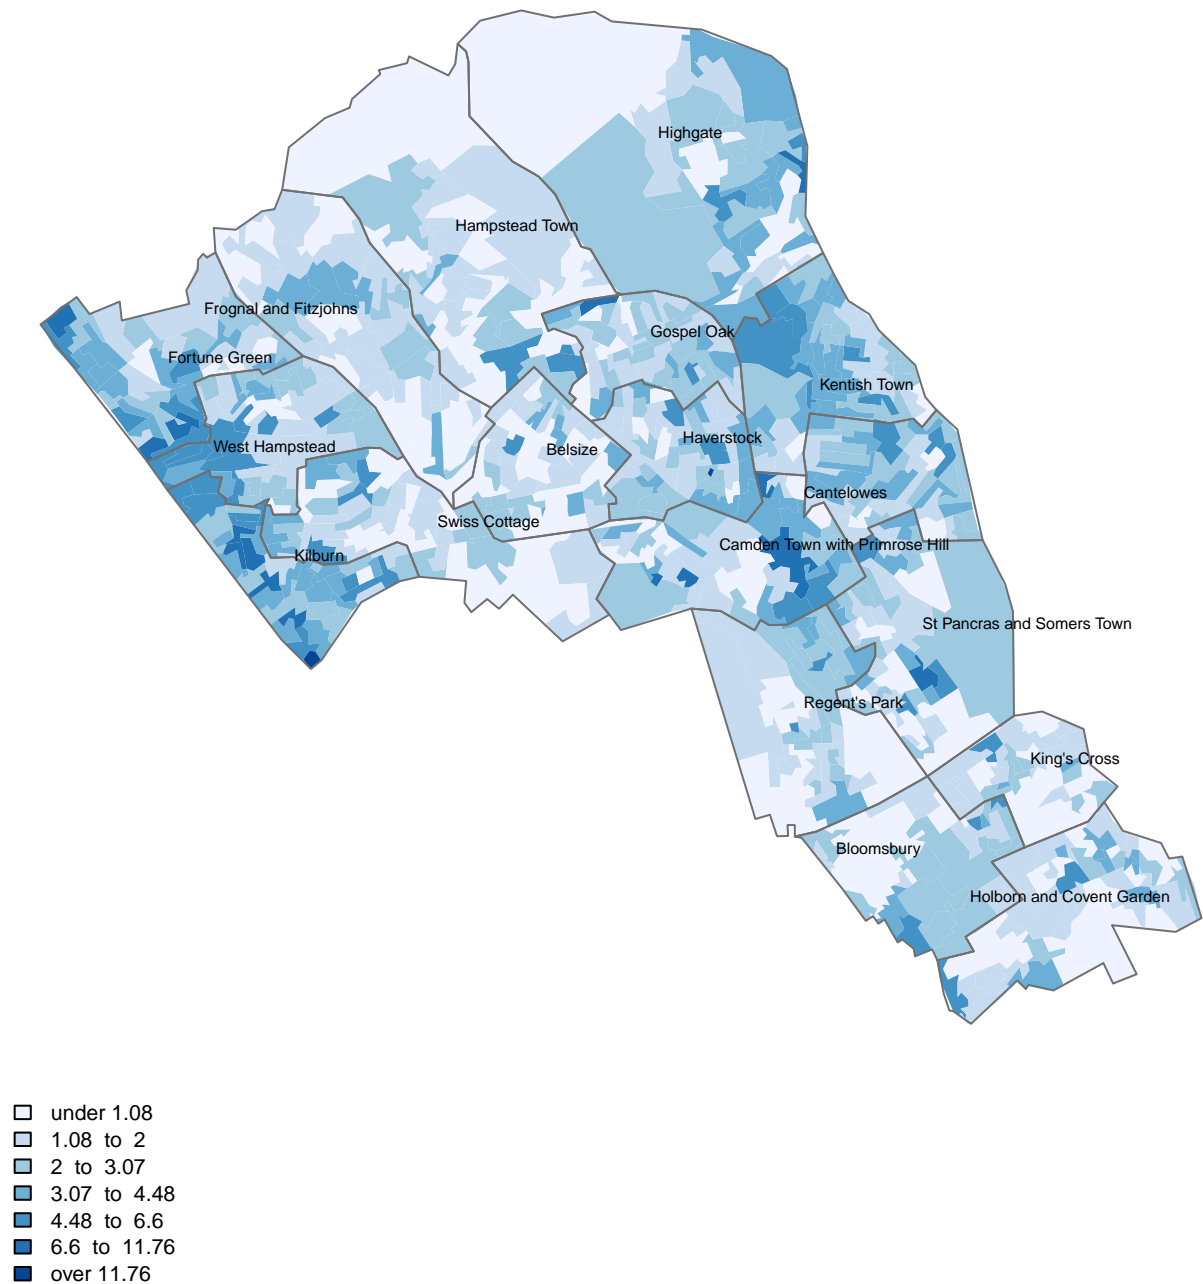 Highgate
Hampstead Town
Frognal and Fitzjohns
Gospel Oak
Fortune Green
Kentish Town
Haverstock
West Hampstead
Belsize
Cantelowes
Swiss Cottage
Camden Town with Primrose Hill
Kilburn
St Pancras and Somers Town
Regent's Park
King's Cross
Bloomsbury
Holborn and Covent Garden
under 1.08
1.08 to 2
2 to 3.07
3.07 to 4.48
4.48 to 6.6
6.6 to 11.76
over 11.76